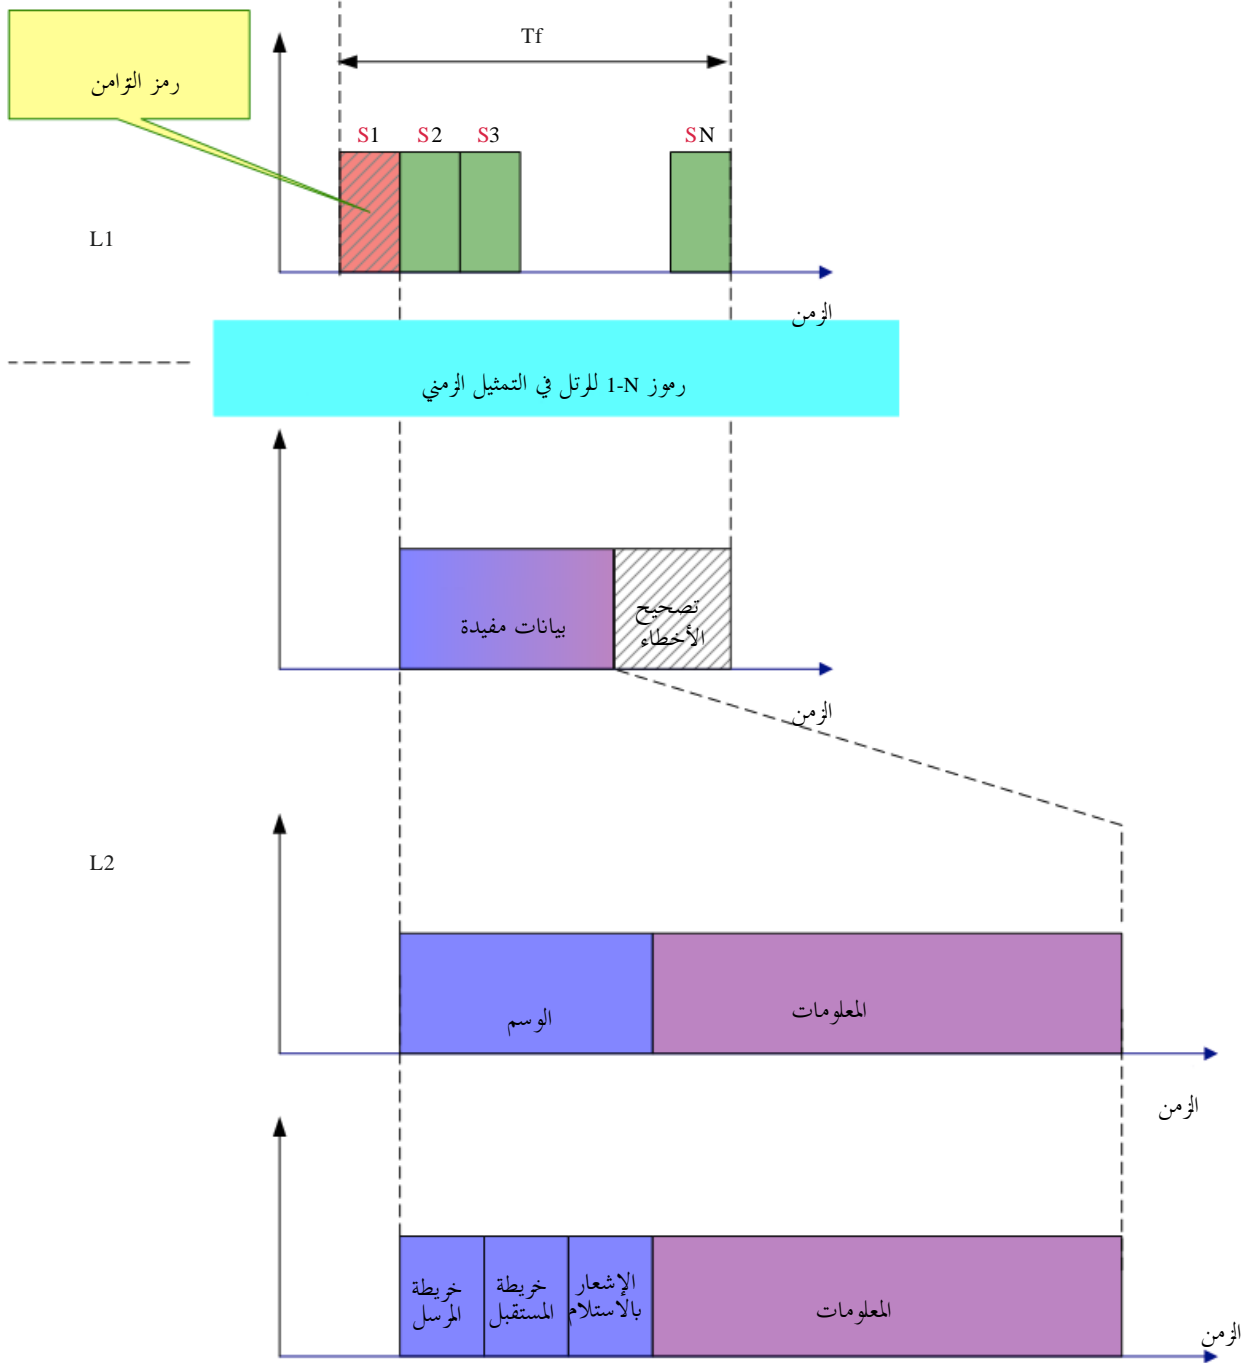 Tf
رمز التزامن
S1
S2
S3
SN
L1
الزمن
رموز N-1 للرتل في التمثيل الزمني
بيانات مفيدة
تصحيح
الأخطاء
الزمن
L2
الوسم
المعلومات
الزمن
خريطة
المرسل
خريطة
المستقبل
الإشعار
بالاستلام
المعلومات
الزمن